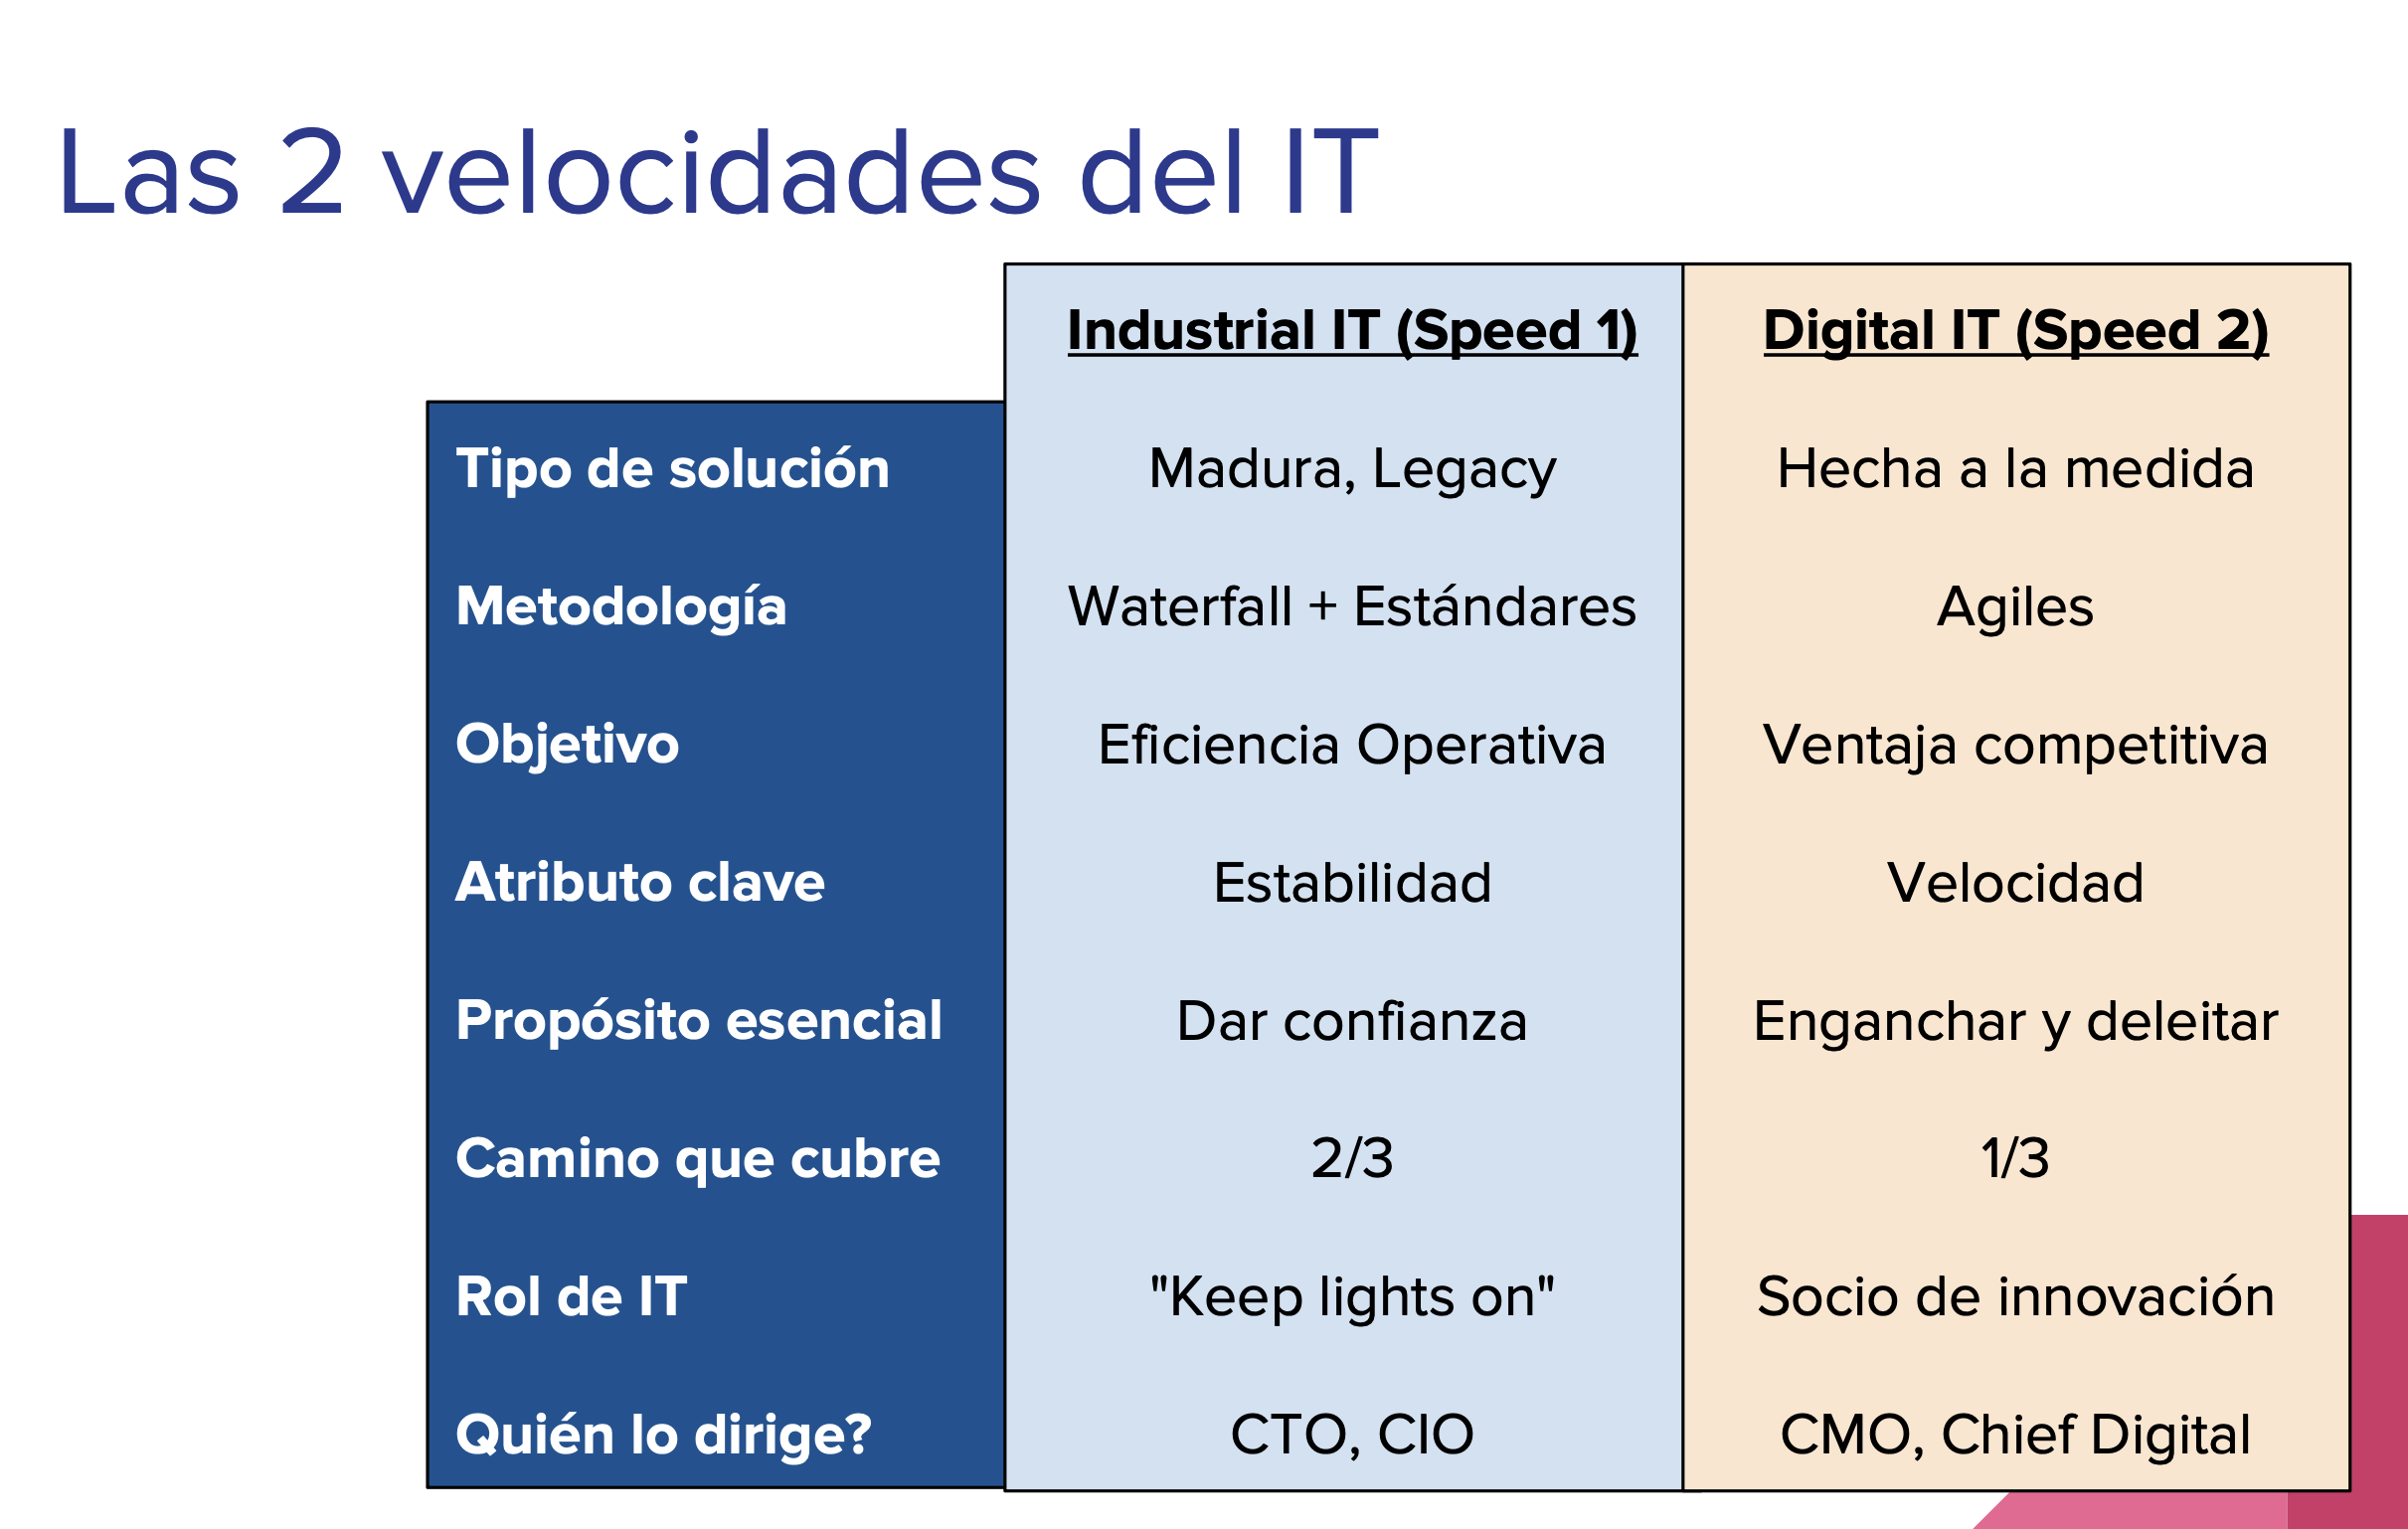 Las 2 velocidades del IT
Industrial IT (Speed 1) Digital IT (Speed 2)
Tipo de solución Madura, Legacy Hecha a la medida
Metodología Waterfall + Estándares Agiles
Objetivo Eficiencia Operativa Ventaja competitiva
Atributo clave Estabilidad Velocidad
Propósito esencial Dar confianza Enganchar y deleitar
Camino que cubre 2/3 1/3
Rol de IT "Keep lights on" Socio de innovación
Quién lo dirige? CTO, CIO CMO, Chief Digital